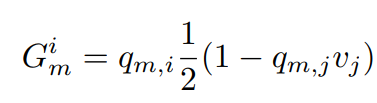 $G_m^i = q_{m,i} \frac{1}{2} (1 - q_{m,j} v_j)$